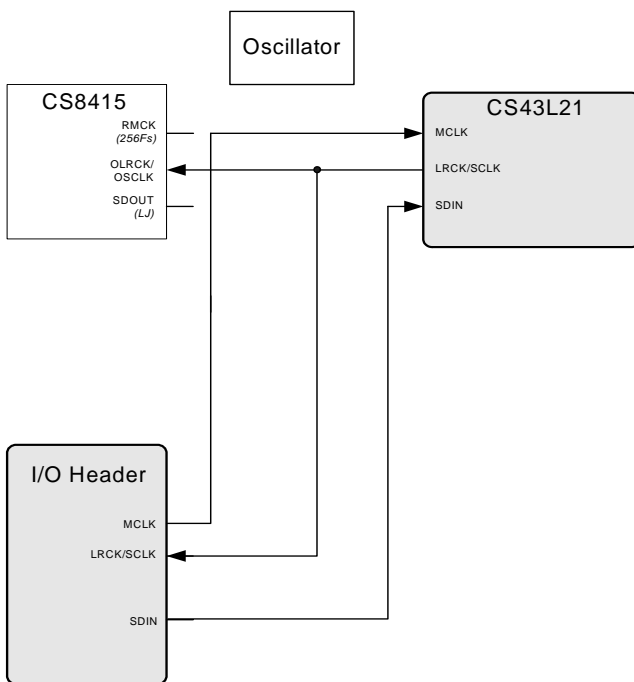 Oscillator
CS8415
RMCK
(256Fs)
OLRCK/
OSCLK
SDOUT
(LJ)
CS43L21
MCLK
LRCK/SCLK
SDIN
I/O Header
MCLK
LRCK/SCLK
SDIN